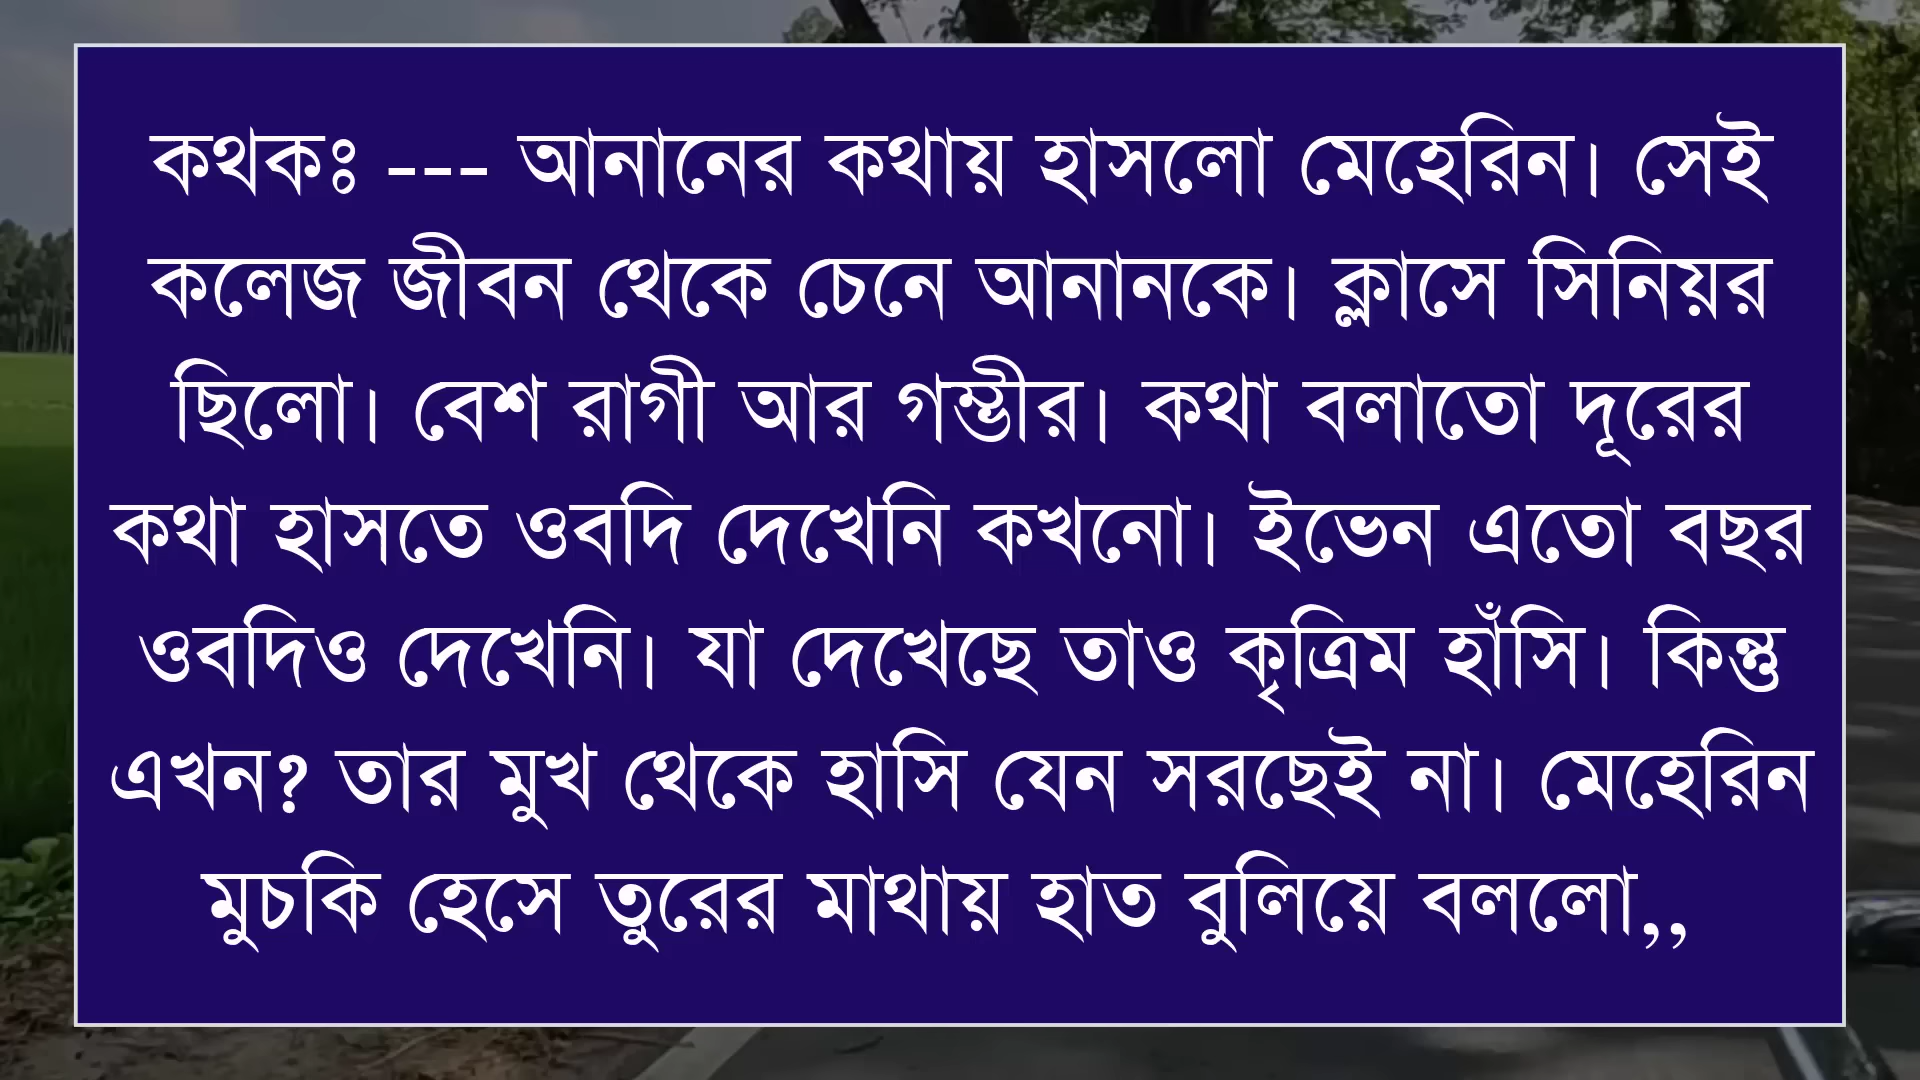 কথকঃ --- আনানের কথায় হাসলো মেহেরিন। সেই
কলেজ জীবন থেকে চেনে আনানকে। ক্লাসে সিনিয়র
ছিলো। বেশ রাগী আর গম্ভীর। কথা বলাতো দূরের
কথা হাসতে ওবদি দেখেনি কখনো। ইভেন এতো বছর
ওবদিও দেখেনি। যা দেখেছে তাও কৃত্রিম হাঁসি। কিন্তু
এখন? তার মুখ থেকে হাসি যেন সরছেই না। মেহেরিন
মুচকি হেসে তুরের মাথায় হাত বুলিয়ে বললো,,